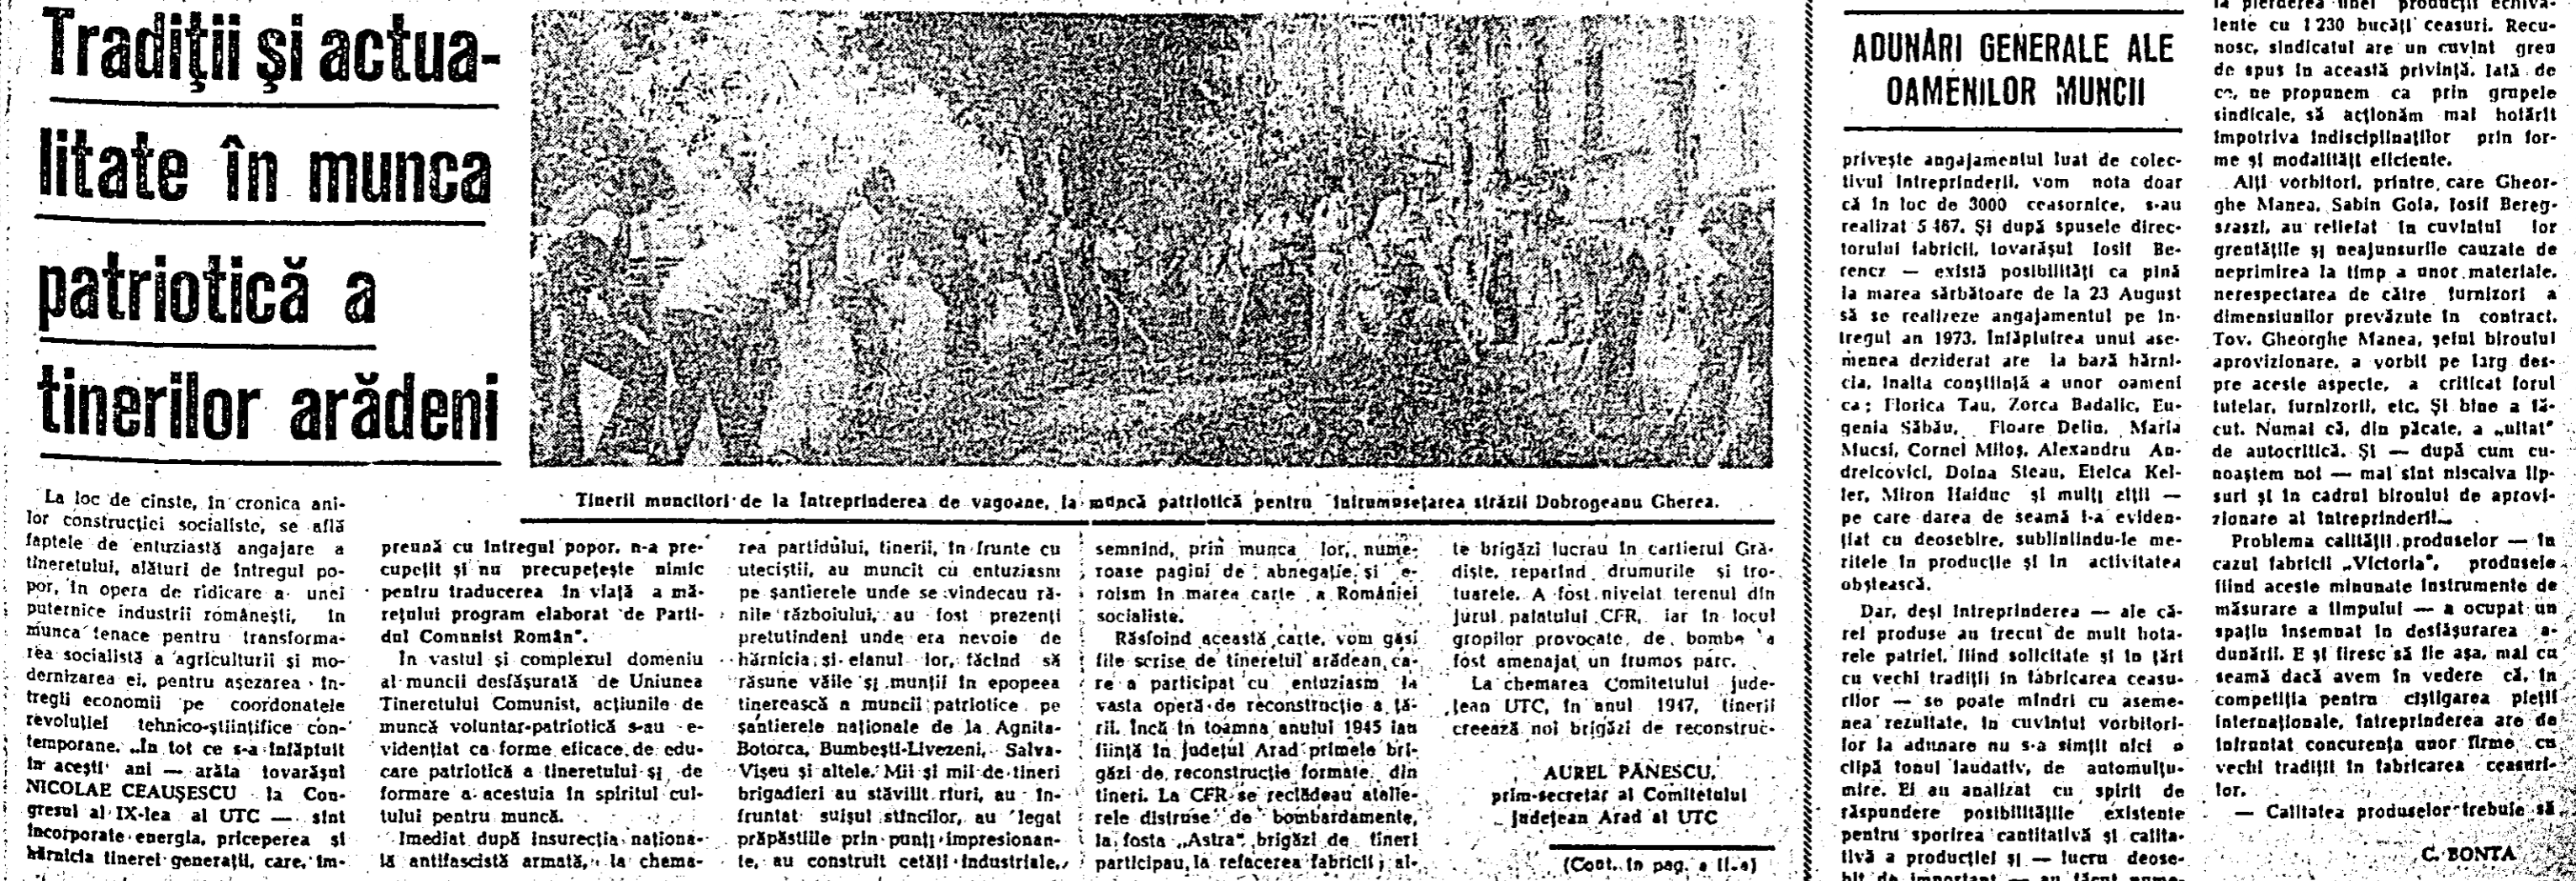 Tradiţii şi actua-
litate în munca
patriotică a
tinerilor arădeni
Tinerii muncitori de la Întreprinderea de vagoane, la muncă patriotică pentru înfrumuseţarea străzii Dobrogeanu Gherea.
La loc de cinste, în cronica ani-
lor construcţiei socialiste, se află
faptele de entuziastă angajare a
tineretului, alături de întregul po-
por, în opera de ridicare a unei
puternice industrii româneşti, în
munca tenace pentru transforma-
rea socialistă a agriculturii şi mo-
dernizarea ei, pentru aşezarea în-
tregii economii pe coordonatele
revoluţiei tehnico-ştiinţifice con-
temporane. „In tot ce s-a înfăptuit
în aceşti ani — arăta tovarăşul
NICOLAE CEAUŞESCU la Con-
gresul al IX-lea al UTC — sînt
încorporate energia, priceperea şi
hărnicia tinerei generaţii, care, îm-
preună cu întregul popor, n-a pre-
cupeţit şi nu precupeţeşte nimic
pentru traducerea în viaţă a mă-
reţului program elaborat de Parti-
dul Comunist Român".
In vastul şi complexul domeniu
al muncii desfăşurată de Uniunea
Tineretului Comunist, acţiunile de
muncă voluntar-patriotică s-au e-
videnţiat ca forme eficace de edu-
care patriotică a tineretului şi de
formare a acestuia în spiritul cul-
tului pentru muncă.
Imediat după insurecţia naţiona-
lă antifascistă armată, la chema-
rea partidului, tinerii, în frunte cu
uteciştii, au muncit cu entuziasm
pe şantierele unde se vindecau ră-
nile războiului, au fost prezenţi
pretutindeni unde era nevoie de
hărnicia şi elanul lor, făcînd să
răsune văile şi munţii în epopeea
tinerească a muncii patriotice pe
şantierele naţionale de la Agnita-
Botorca, Bumbeşti-Livezeni, Salva-
Vişeu şi altele. Mii şi mii de tineri
brigadieri au stăvilit rîuri, au în-
fruntat suişul stîncilor, au legat
prăpăstiile prin punţi impresionan-
te, au construit cetăţi industriale,
semnînd, prin munca lor, nume-
roase pagini de abnegaţie şi e-
roism în marea carte a României
socialiste.
Răsfoind această carte, vom găsi
file scrise de tineretul arădean, ca-
re a participat cu entuziasm la
vasta operă de reconstrucţie a ţă-
rii. Încă în toamna anului 1945 iau
fiinţă în judeţul Arad primele bri-
găzi de reconstrucţie formate din
tineri. La CFR se reclădeau atelie-
rele distruse de bombardamente,
la fosta „Astra" brigăzi de tineri
participau la refacerea fabricii; al-
te brigăzi lucrau în cartierul Gră-
dişte, reparînd drumurile şi tro-
tuarele. A fost nivelat terenul din
jurul palatului CFR, iar în locul
gropilor provocate de bombe a
fost amenajat un frumos parc.
La chemarea Comitetului jude-
ţean UTC, în anul 1947, tinerii
creează noi brigăzi de reconstruc-
AUREL PĂNESCU,
prim-secretar al Comitetului
judeţean Arad al UTC
(Cont. în pag. a II-a)
ADUNĂRI GENERALE ALE
OAMENILOR MUNCII
priveşte angajamentul luat de colec-
tivul întreprinderii, vom nota doar
că în loc de 3000 ceasornice, s-au
realizat 5 487. Şi după spusele direc-
torului fabricii, tovarăşul Iosif Be-
rencz — există posibilităţi ca pînă
la marea sărbătoare de la 23 August
să se realizeze angajamentul pe în-
tregul an 1973. Înfăptuirea unui ase-
menea deziderat are la bază hărni-
cia, înalta conştiinţă a unor oameni
ca: Florica Tau, Zorca Badalic, Eu-
genia Săbău, Floare Deliu, Maria
Mucsi, Cornel Miloş, Alexandru An-
dreicovici, Doina Steau, Etelca Kel-
ler, Miron Haiduc şi mulţi alţii —
pe care darea de seamă i-a eviden-
ţiat cu deosebire, subliniindu-le me-
ritele în producţie şi în activitatea
obştească.
Dar, deşi întreprinderea — ale că-
rei produse au trecut de mult hota-
rele patriei, fiind solicitate şi în ţări
cu vechi tradiţii în fabricarea ceasu-
rilor — se poate mîndri cu aseme-
nea rezultate, în cuvîntul vorbitori-
lor la adunare nu s-a simţit nici o
clipă tonul laudativ, de automulţu-
mire. Ei au analizat cu spirit de
răspundere posibilităţile existente
pentru sporirea cantitativă şi calita-
tivă a producţiei şi — lucru deose-
bit de important — au făcut nume-
la pierderea unei producţii echiva-
lente cu 1 230 bucăţi ceasuri. Recu-
nosc, sindicatul are un cuvînt greu
de spus în această privinţă. Iată de
ce, ne propunem ca prin grupele
sindicale, să acţionăm mai hotărît
împotriva indisciplinaţilor prin for-
me şi modalităţi eficiente.
Alţi vorbitori, printre care Gheor-
ghe Manea, Sabin Gola, Iosif Bereg-
szaszi, au reliefat în cuvîntul lor
greutăţile şi neajunsurile cauzate de
neprimirea la timp a unor materiale,
nerespectarea de către furnizori a
dimensiunilor prevăzute în contract.
Tov. Gheorghe Manea, şeful biroului
aprovizionare, a vorbit pe larg des-
pre aceste aspecte, a criticat forul
tutelar, furnizorii, etc. Şi bine a fă-
cut. Numai că, din păcate, a „uitat"
de autocritică. Şi — după cum cu-
noaştem noi — mai sînt niscaiva lip-
suri şi în cadrul biroului de aprovi-
zionare al întreprinderii...
Problema calităţii produselor — în
cazul fabricii „Victoria", produsele
fiind aceste minunate instrumente de
măsurare a timpului — a ocupat un
spaţiu însemnat în desfăşurarea a-
dunării. E şi firesc să fie aşa, mai cu
seamă dacă avem în vedere că, în
competiţia pentru cîştigarea pieţii
internaţionale, întreprinderea are de
înfruntat concurenţa unor firme cu
vechi tradiţii în fabricarea ceasuri-
lor.
— Calitatea produselor trebuie să
C. BONTA